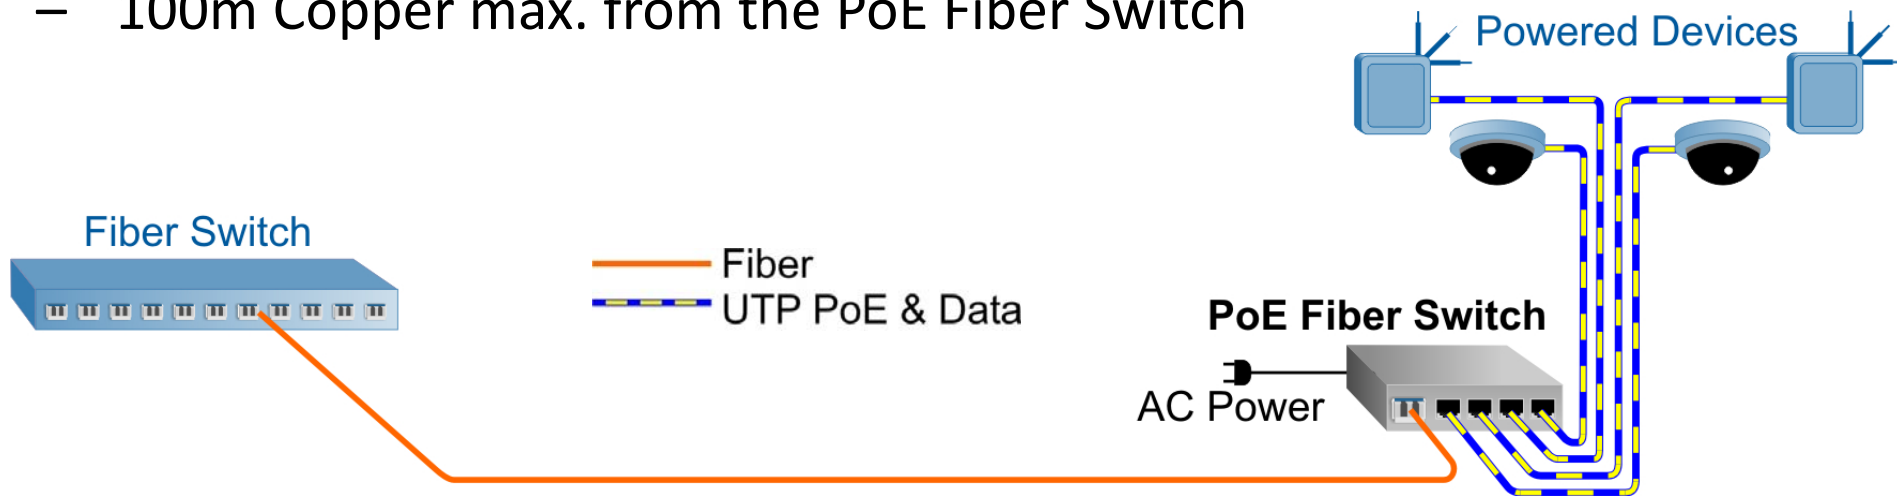 – 100m Copper max. from the PoE Fiber Switch
Powered Devices
Fiber Switch
Fiber
UTP PoE & Data
PoE Fiber Switch
AC Power